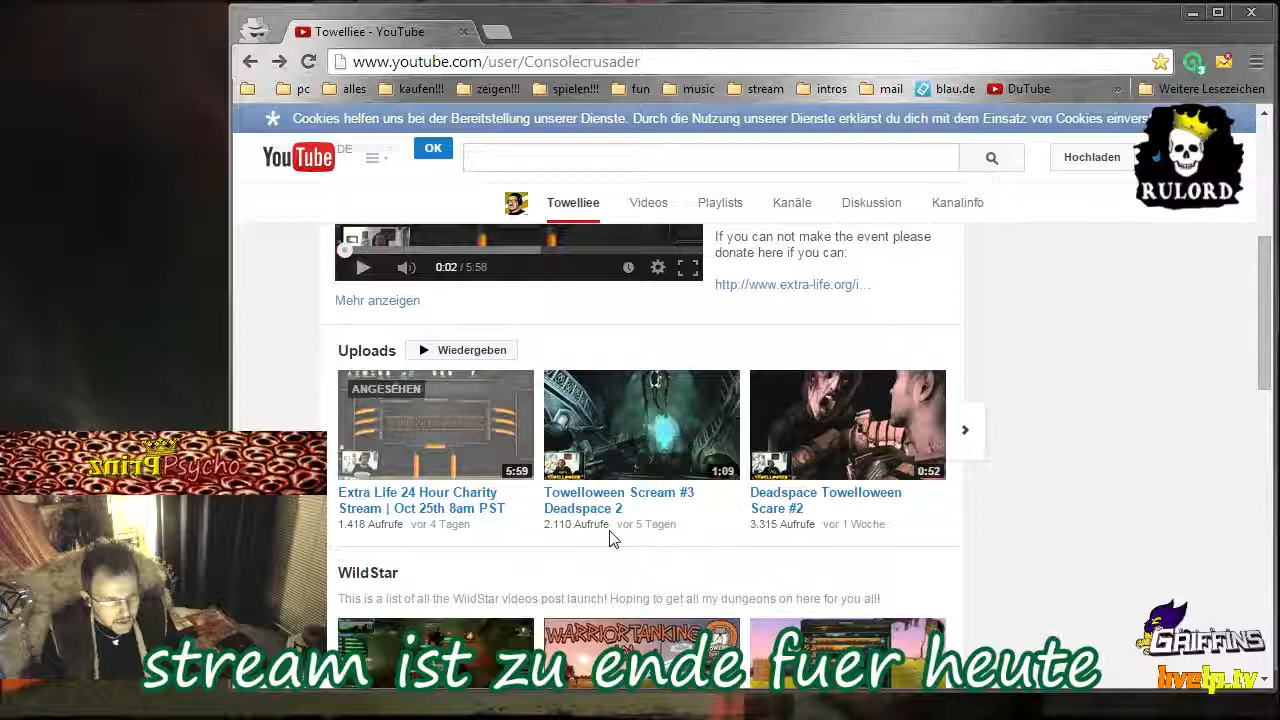 Towelliee - YouTube
www.youtube.com/user/Consolecrusader
pc alles kaufen!!! zeigen!!! spielen!!! fun music stream intros mail blau.de DuTube » Weitere Lesezeichen
Cookies helfen uns bei der Bereitstellung unserer Dienste. Durch die Nutzung unserer Dienste erklärst du dich mit dem Einsatz von Cookies einvers
OK
YouTube DE
Hochladen
RULORD
Towelliee Videos Playlists Kanäle Diskussion Kanalinfo
If you can not make the event please
donate here if you can:
0:02 / 5:58
http://www.extra-life.org/i...
Mehr anzeigen
Uploads Wiedergeben
ANGESEHEN
5:59
1:09
0:52
Extra Life 24 Hour Charity
Stream | Oct 25th 8am PST
1.418 Aufrufe vor 4 Tagen
Towelloween Scream #3
Deadspace 2
2.110 Aufrufe vor 5 Tagen
Deadspace Towelloween
Scare #2
3.315 Aufrufe vor 1 Woche
Prinz Psycho
WildStar
This is a list of all the WildStar videos post launch! Hoping to get all my dungeons on here for you all!
WARRIOR TANKING
GRIFFINS
livelp.tv
stream ist zu ende fuer heute